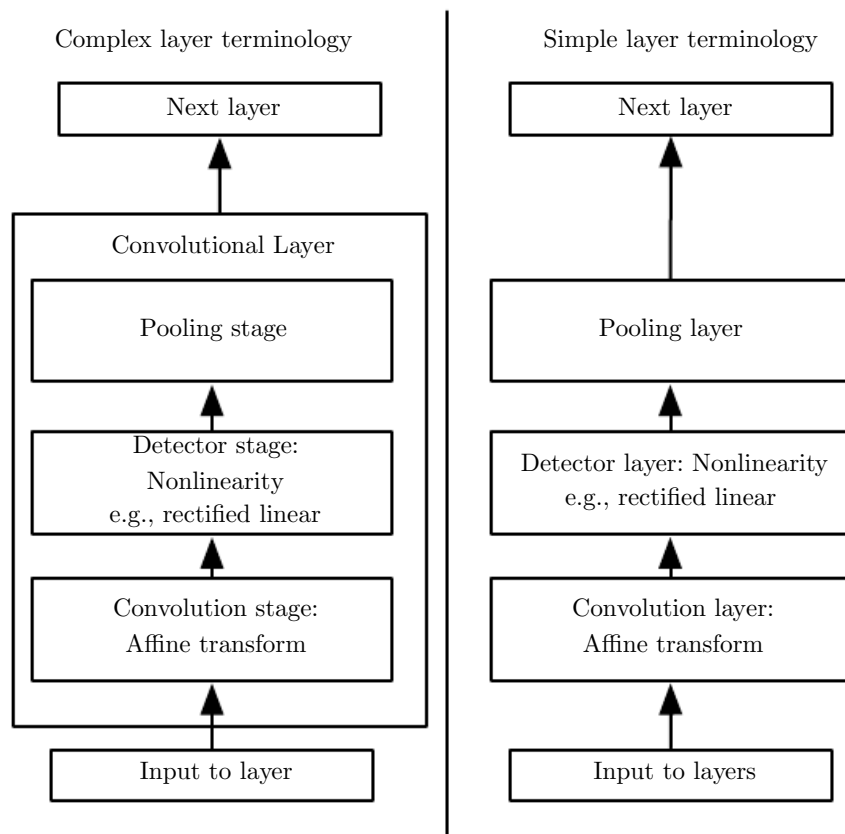 Complex layer terminology
Next layer
Convolutional Layer
Pooling stage
Detector stage:
Nonlinearity
e.g., rectified linear
Convolution stage:
Affine transform
Input to layer
Simple layer terminology
Next layer
Pooling layer
Detector layer: Nonlinearity
e.g., rectified linear
Convolution layer:
Affine transform
Input to layers